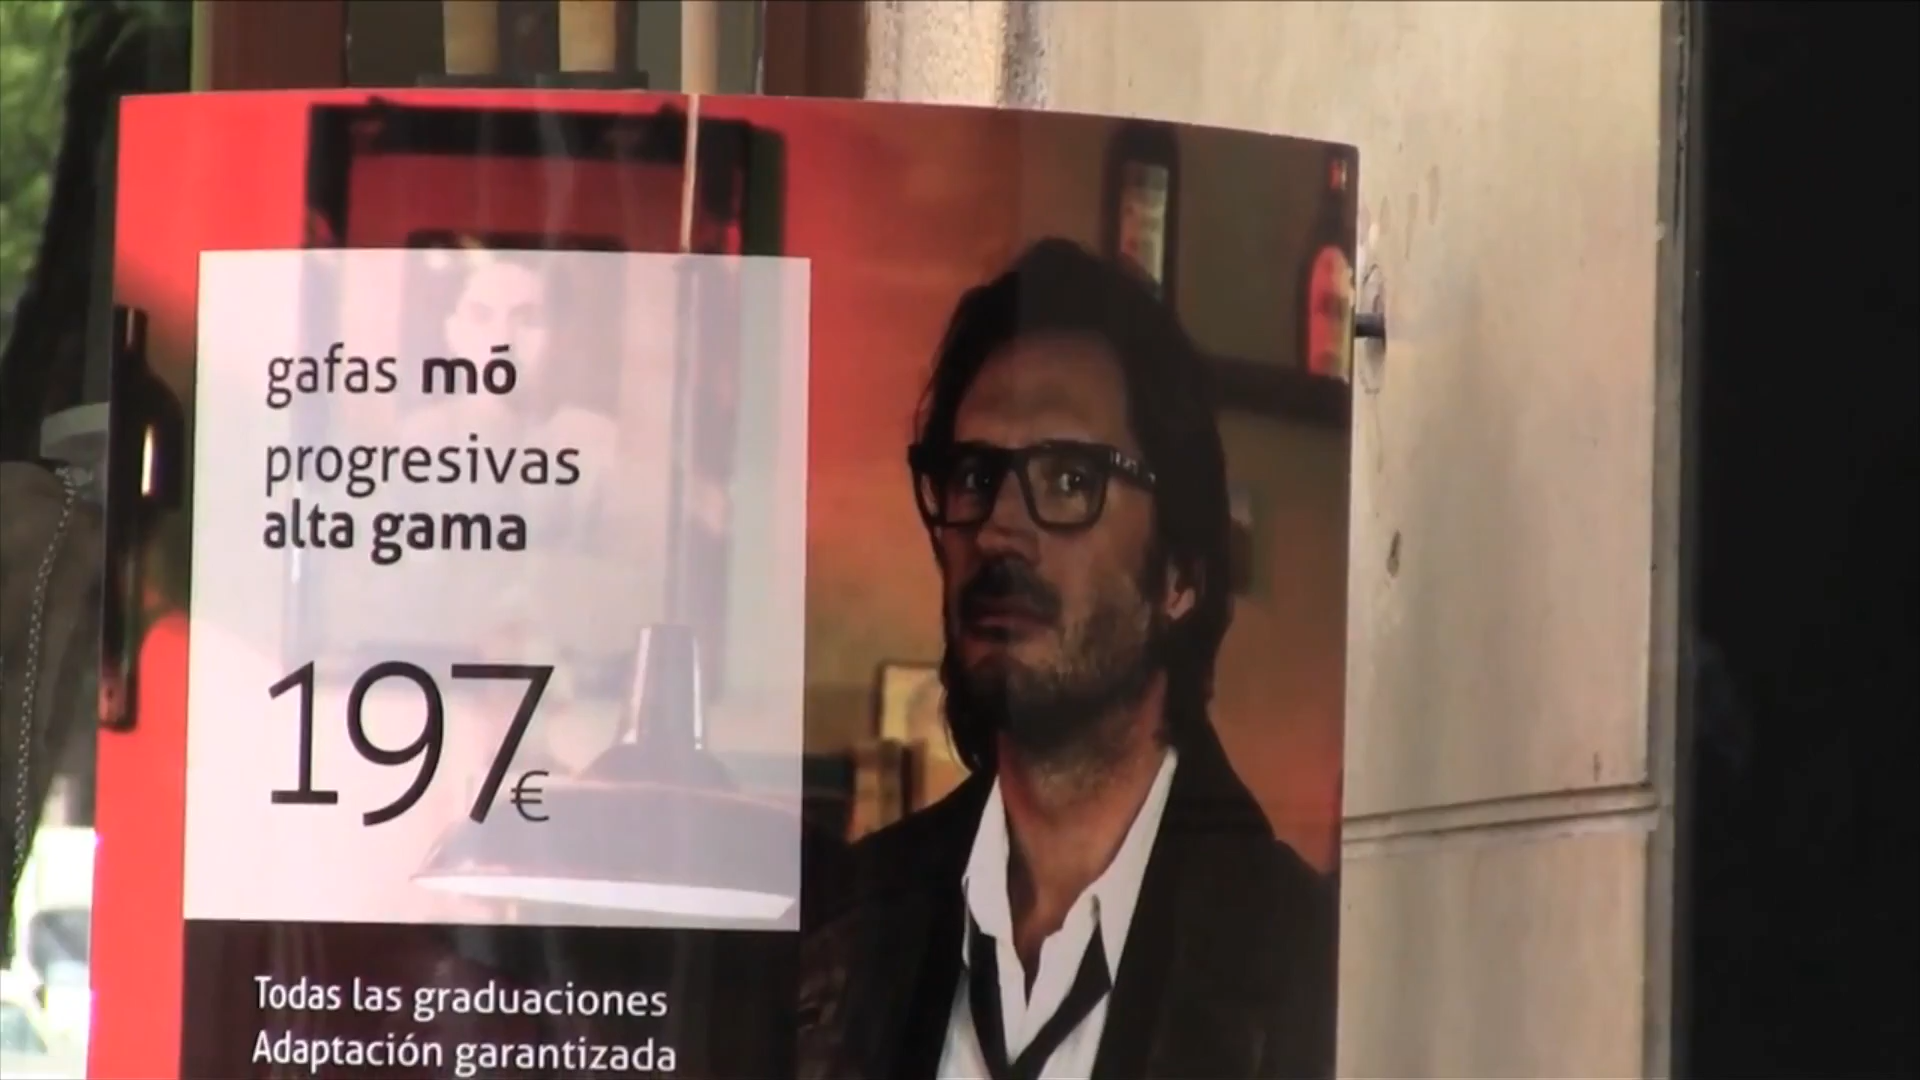 gafas mó
progresivas
alta gama
197€
Todas las graduaciones
Adaptación garantizada